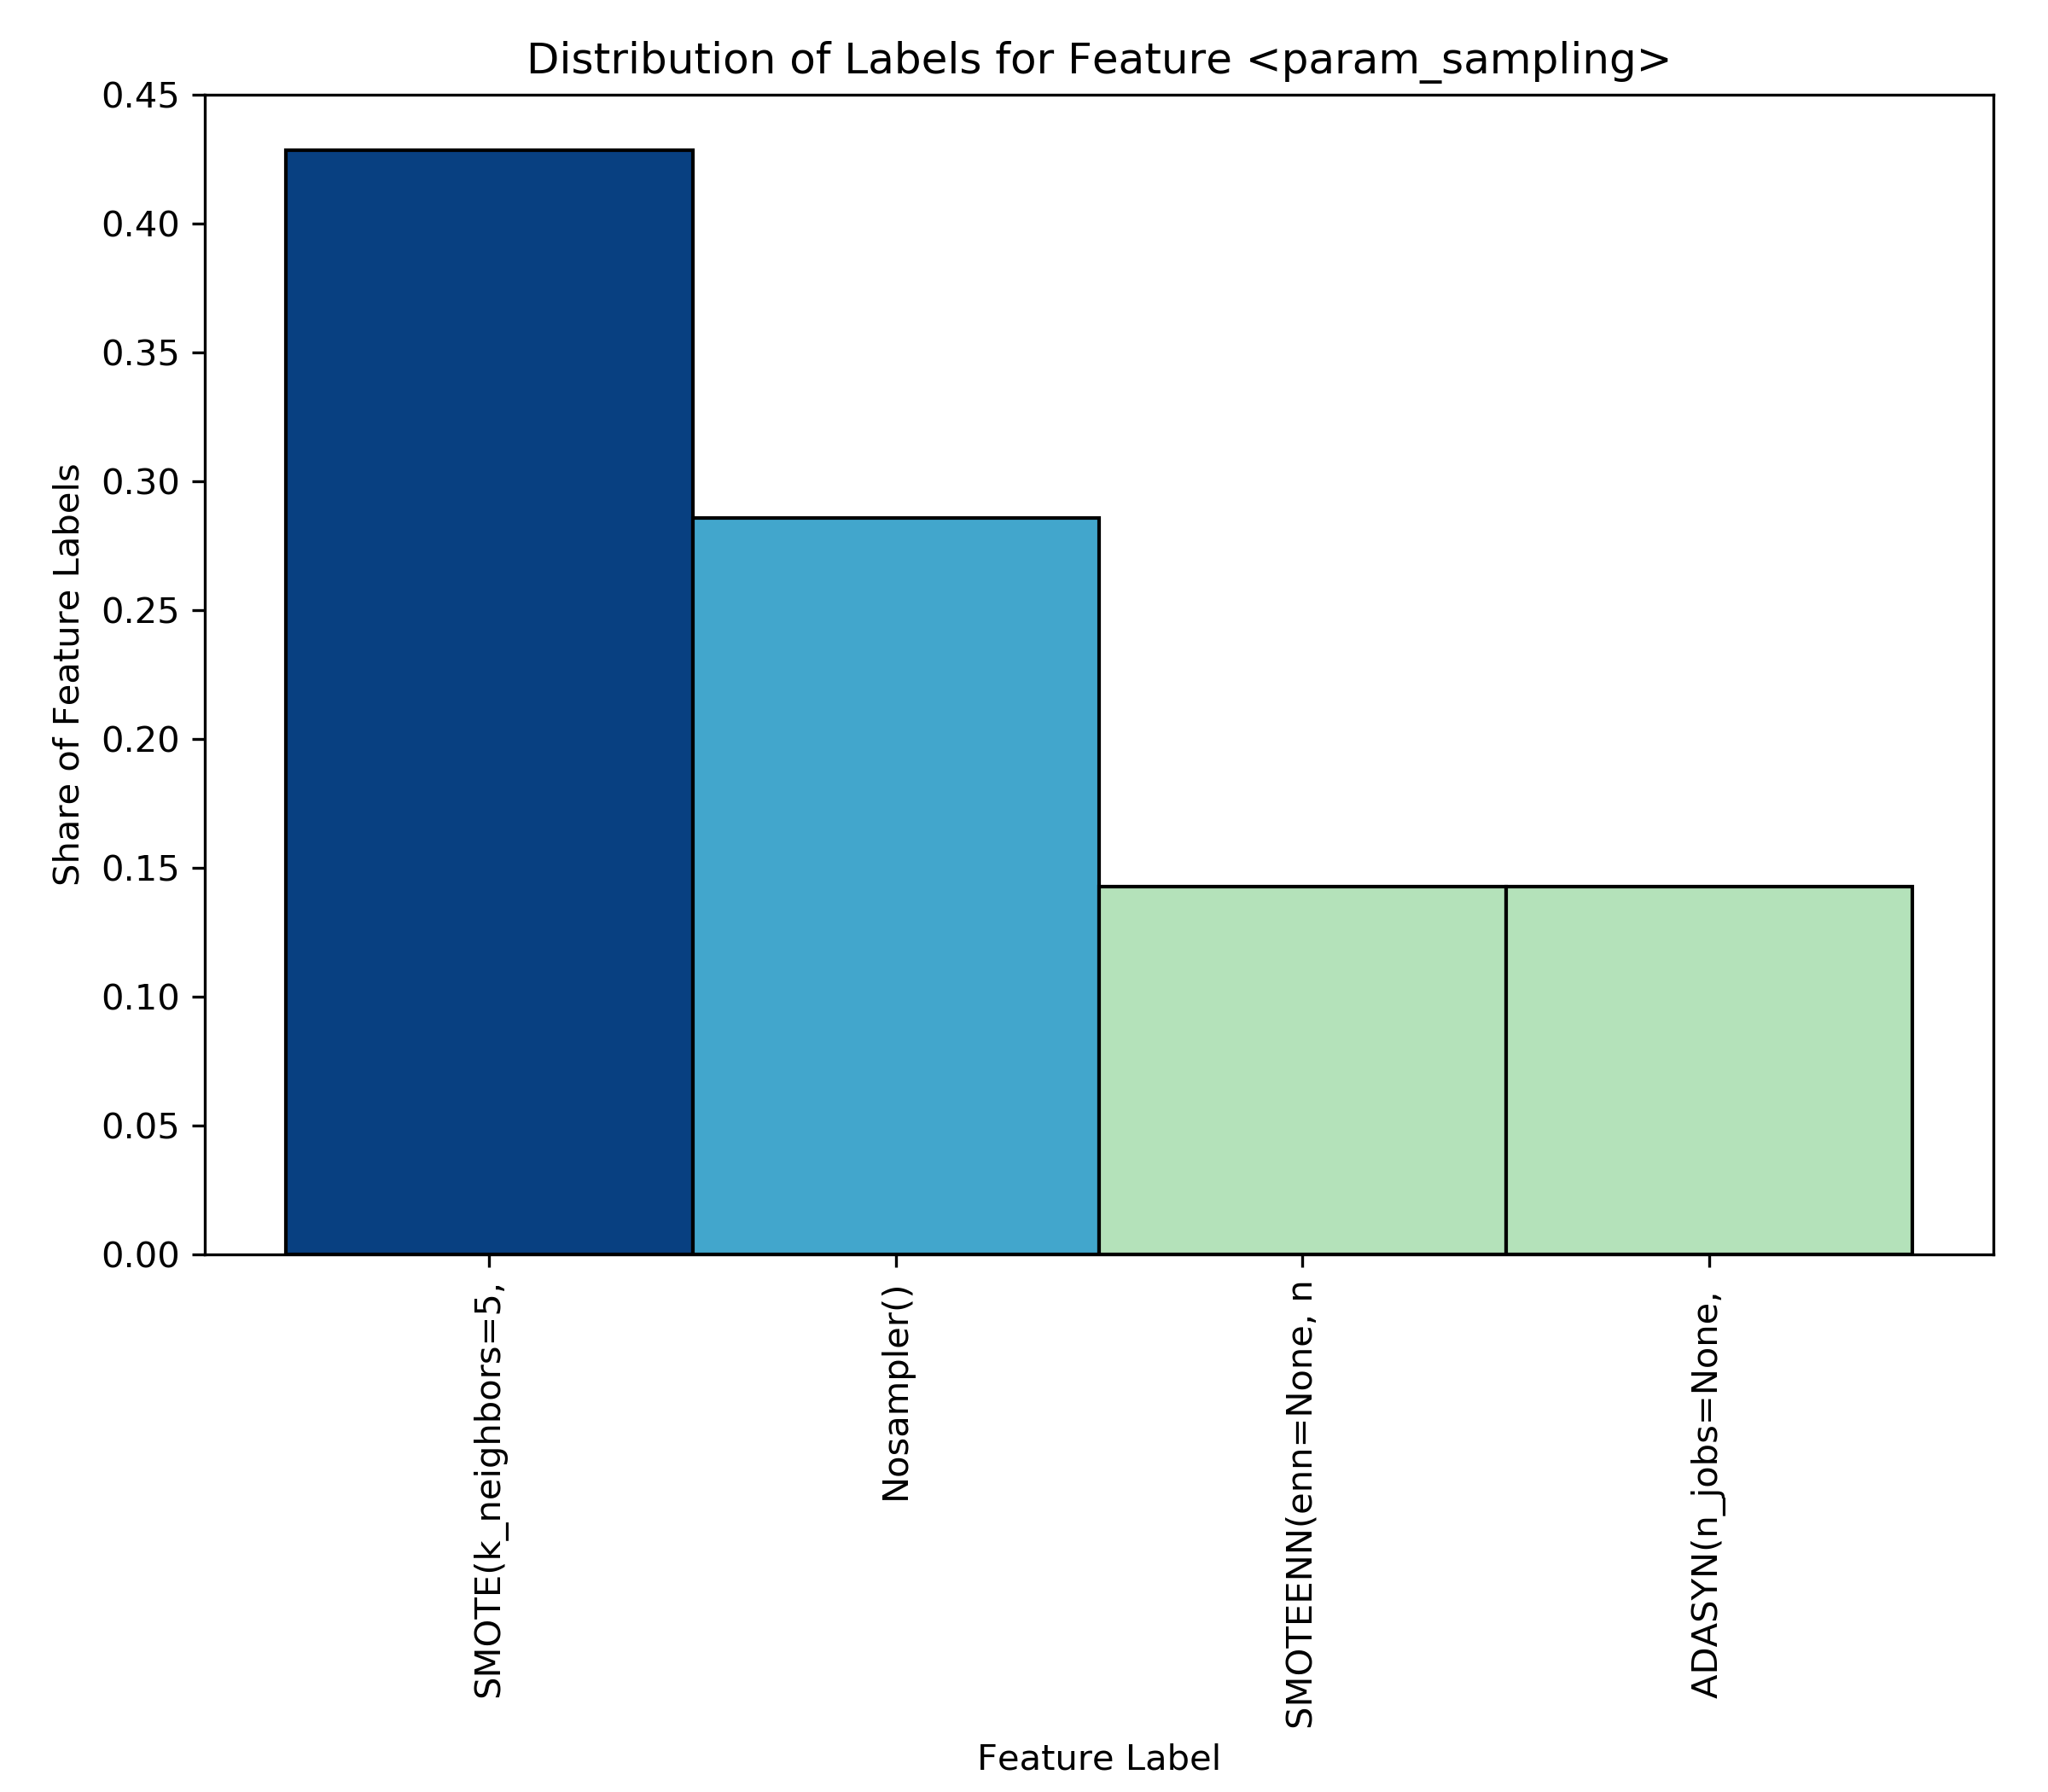 Distribution of Labels for Feature <param_sampling>
0.45
0.40
0.35
0.30
0.25
0.20
0.15
0.10
0.05
0.00
Share of Feature Labels
SMOTE(k_neighbors=5,
Nosampler()
SMOTEENN(enn=None, n
ADASYN(n_jobs=None,
Feature Label